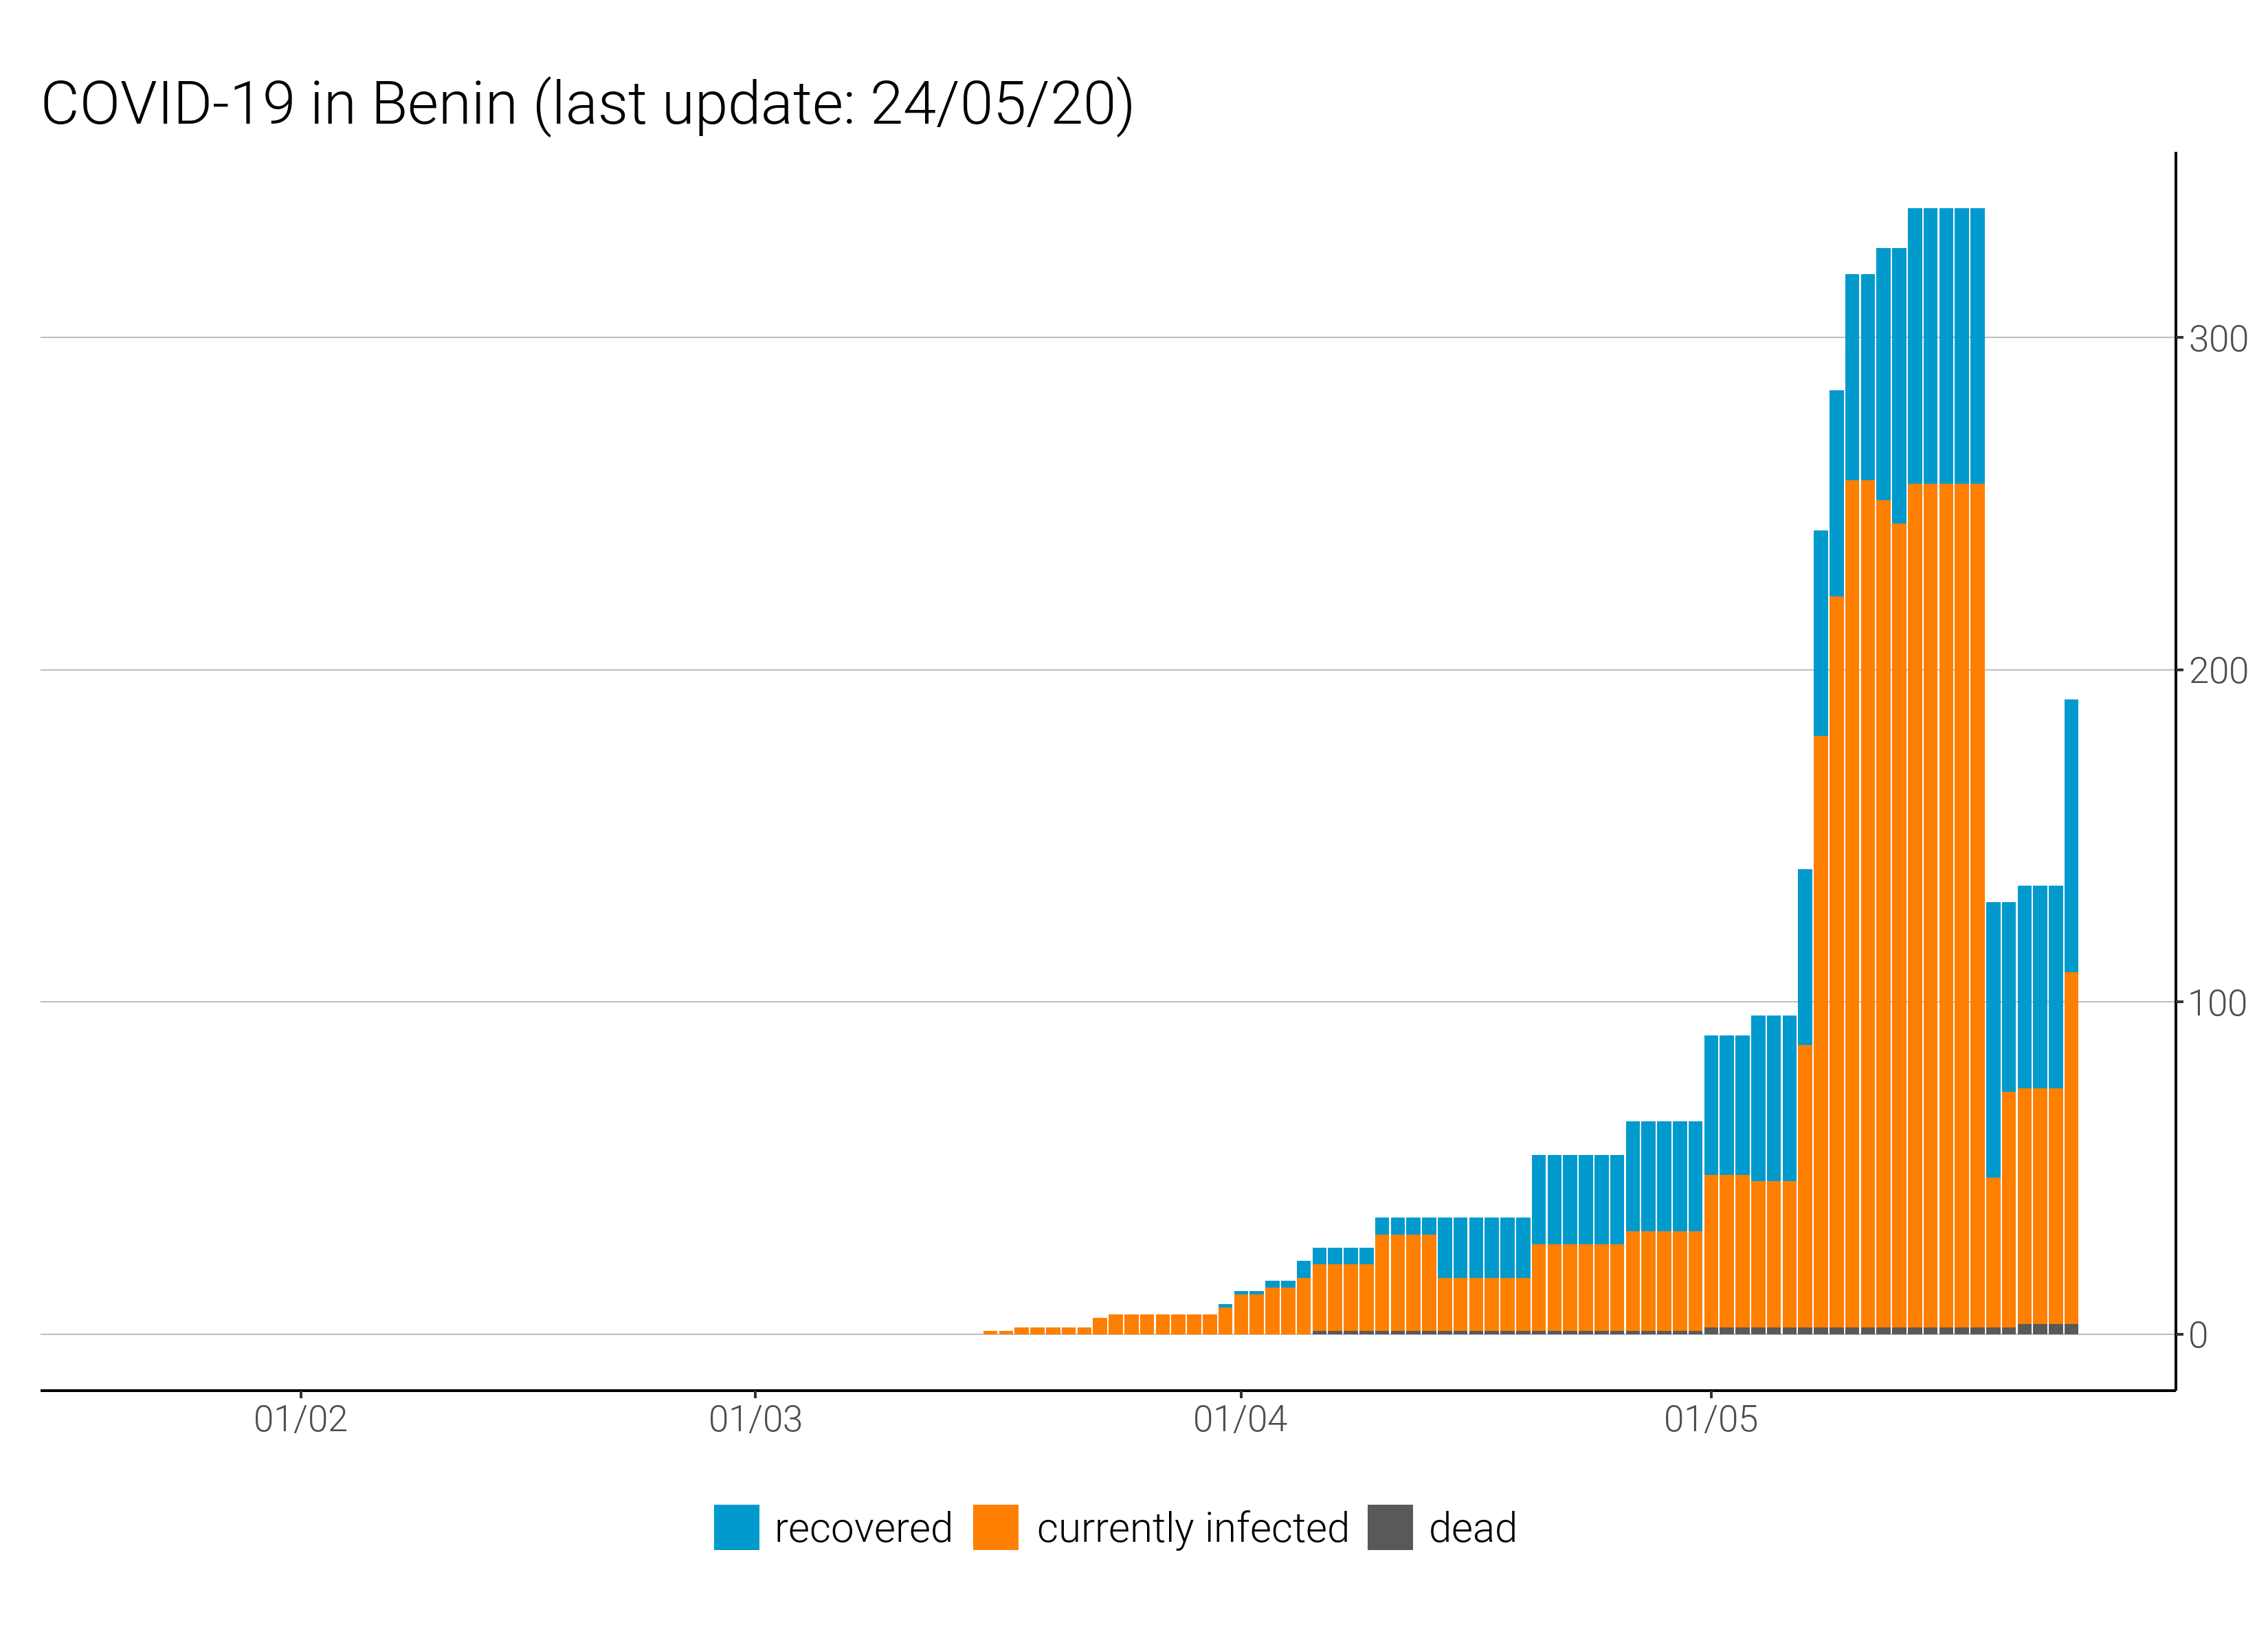 COVID-19 in Benin (last update: 24/05/20)
300
200
100
0
01/02 01/03 01/04 01/05
recovered currently infected dead